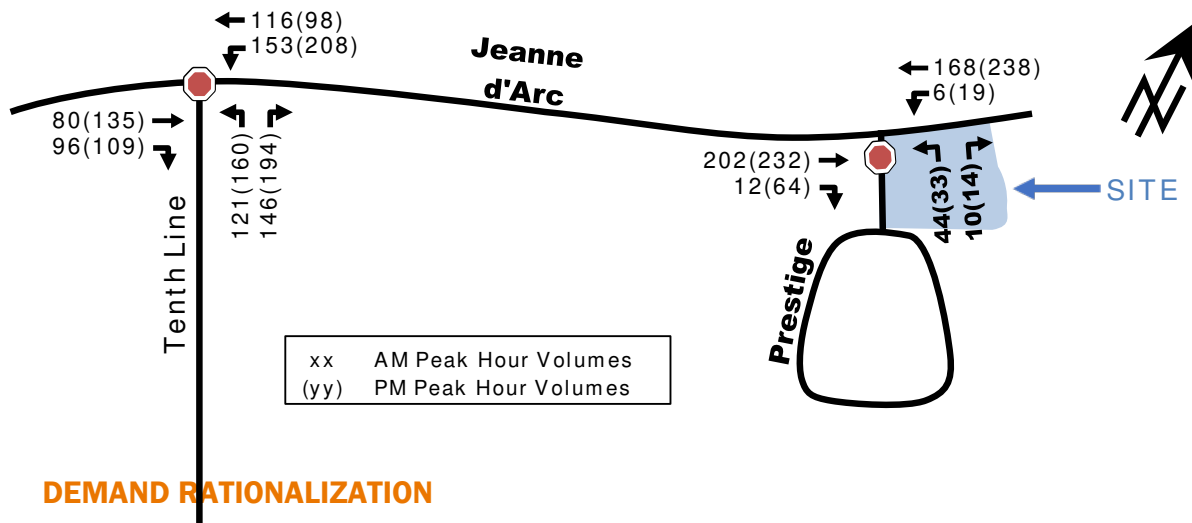 116(98)
153(208)
Jeanne
d'Arc
168(238)
6(19)
80(135)
96(109)
121(160)
146(194)
202(232)
12(64)
44(33)
10(14)
SITE
Tenth Line
Prestige
xx AM Peak Hour Volumes
(yy) PM Peak Hour Volumes
DEMAND RATIONALIZATION